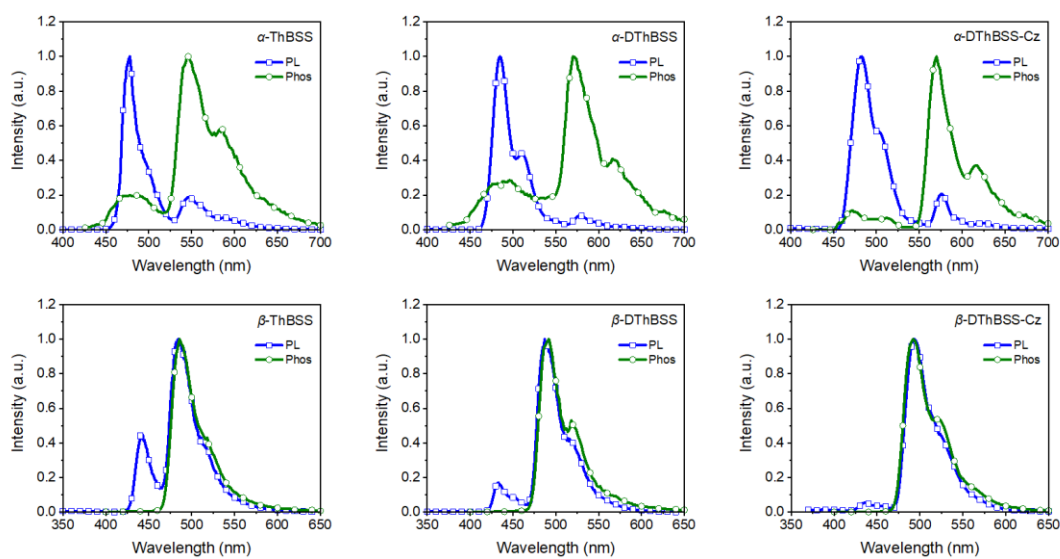 1.2
1.0
0.8
0.6
0.4
0.2
0.0
Intensity (a.u.)
α-ThBSS
PL
Phos
400 450 500 550 600 650 700
Wavelength (nm)
1.2
1.0
0.8
0.6
0.4
0.2
0.0
Intensity (a.u.)
α-DThBSS
PL
Phos
400 450 500 550 600 650 700
Wavelength (nm)
1.2
1.0
0.8
0.6
0.4
0.2
0.0
Intensity (a.u.)
α-DThBSS-Cz
PL
Phos
400 450 500 550 600 650 700
Wavelength (nm)
1.2
1.0
0.8
0.6
0.4
0.2
0.0
Intensity (a.u.)
β-ThBSS
PL
Phos
350 400 450 500 550 600 650
Wavelength (nm)
1.2
1.0
0.8
0.6
0.4
0.2
0.0
Intensity (a.u.)
β-DThBSS
PL
Phos
350 400 450 500 550 600 650
Wavelength (nm)
1.2
1.0
0.8
0.6
0.4
0.2
0.0
Intensity (a.u.)
β-DThBSS-Cz
PL
Phos
350 400 450 500 550 600 650
Wavelength (nm)